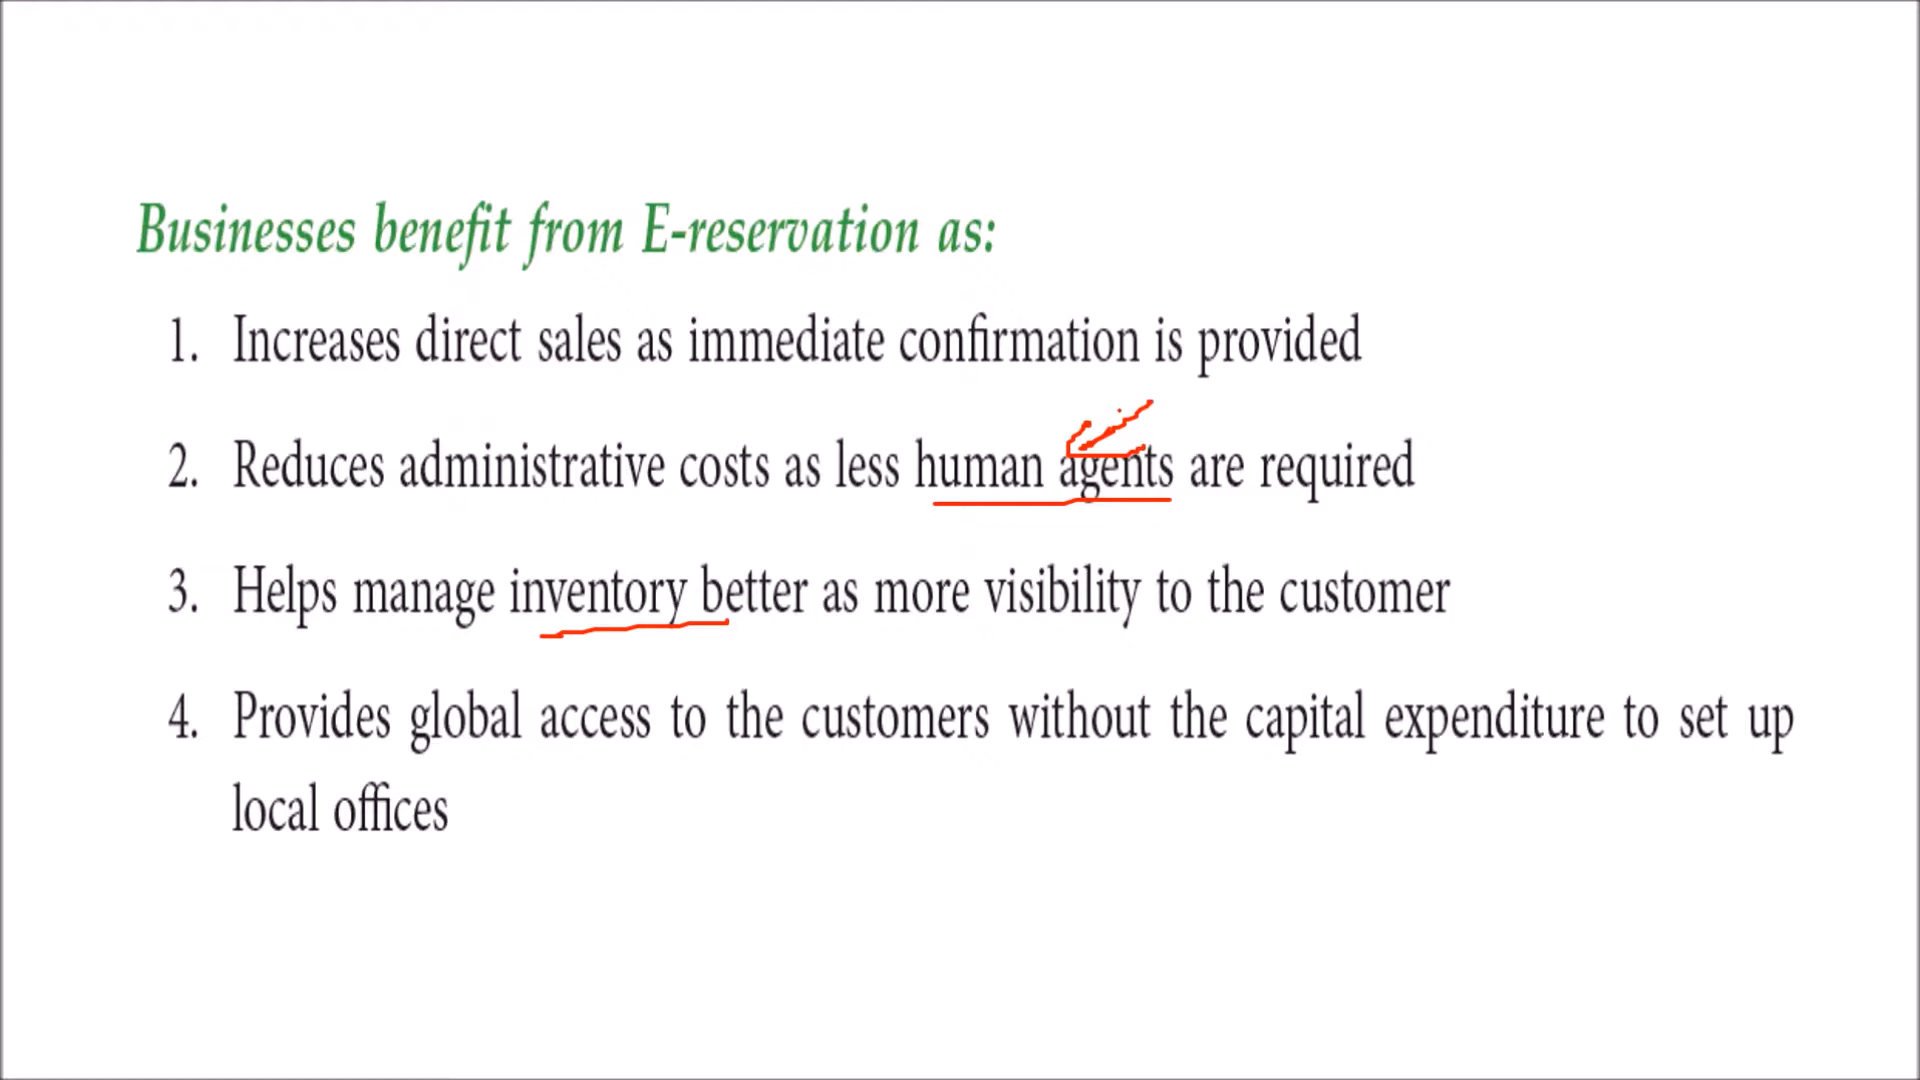 Businesses benefit from E-reservation as:
1. Increases direct sales as immediate confirmation is provided
2. Reduces administrative costs as less human agents are required
3. Helps manage inventory better as more visibility to the customer
4. Provides global access to the customers without the capital expenditure to set up
local offices